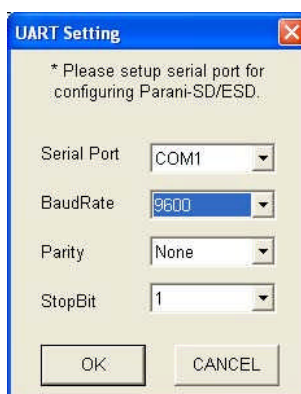 UART Setting
* Please setup serial port for
configuring Parani-SD/ESD.
Serial Port COM1
BaudRate 9600
Parity None
StopBit 1
OK CANCEL